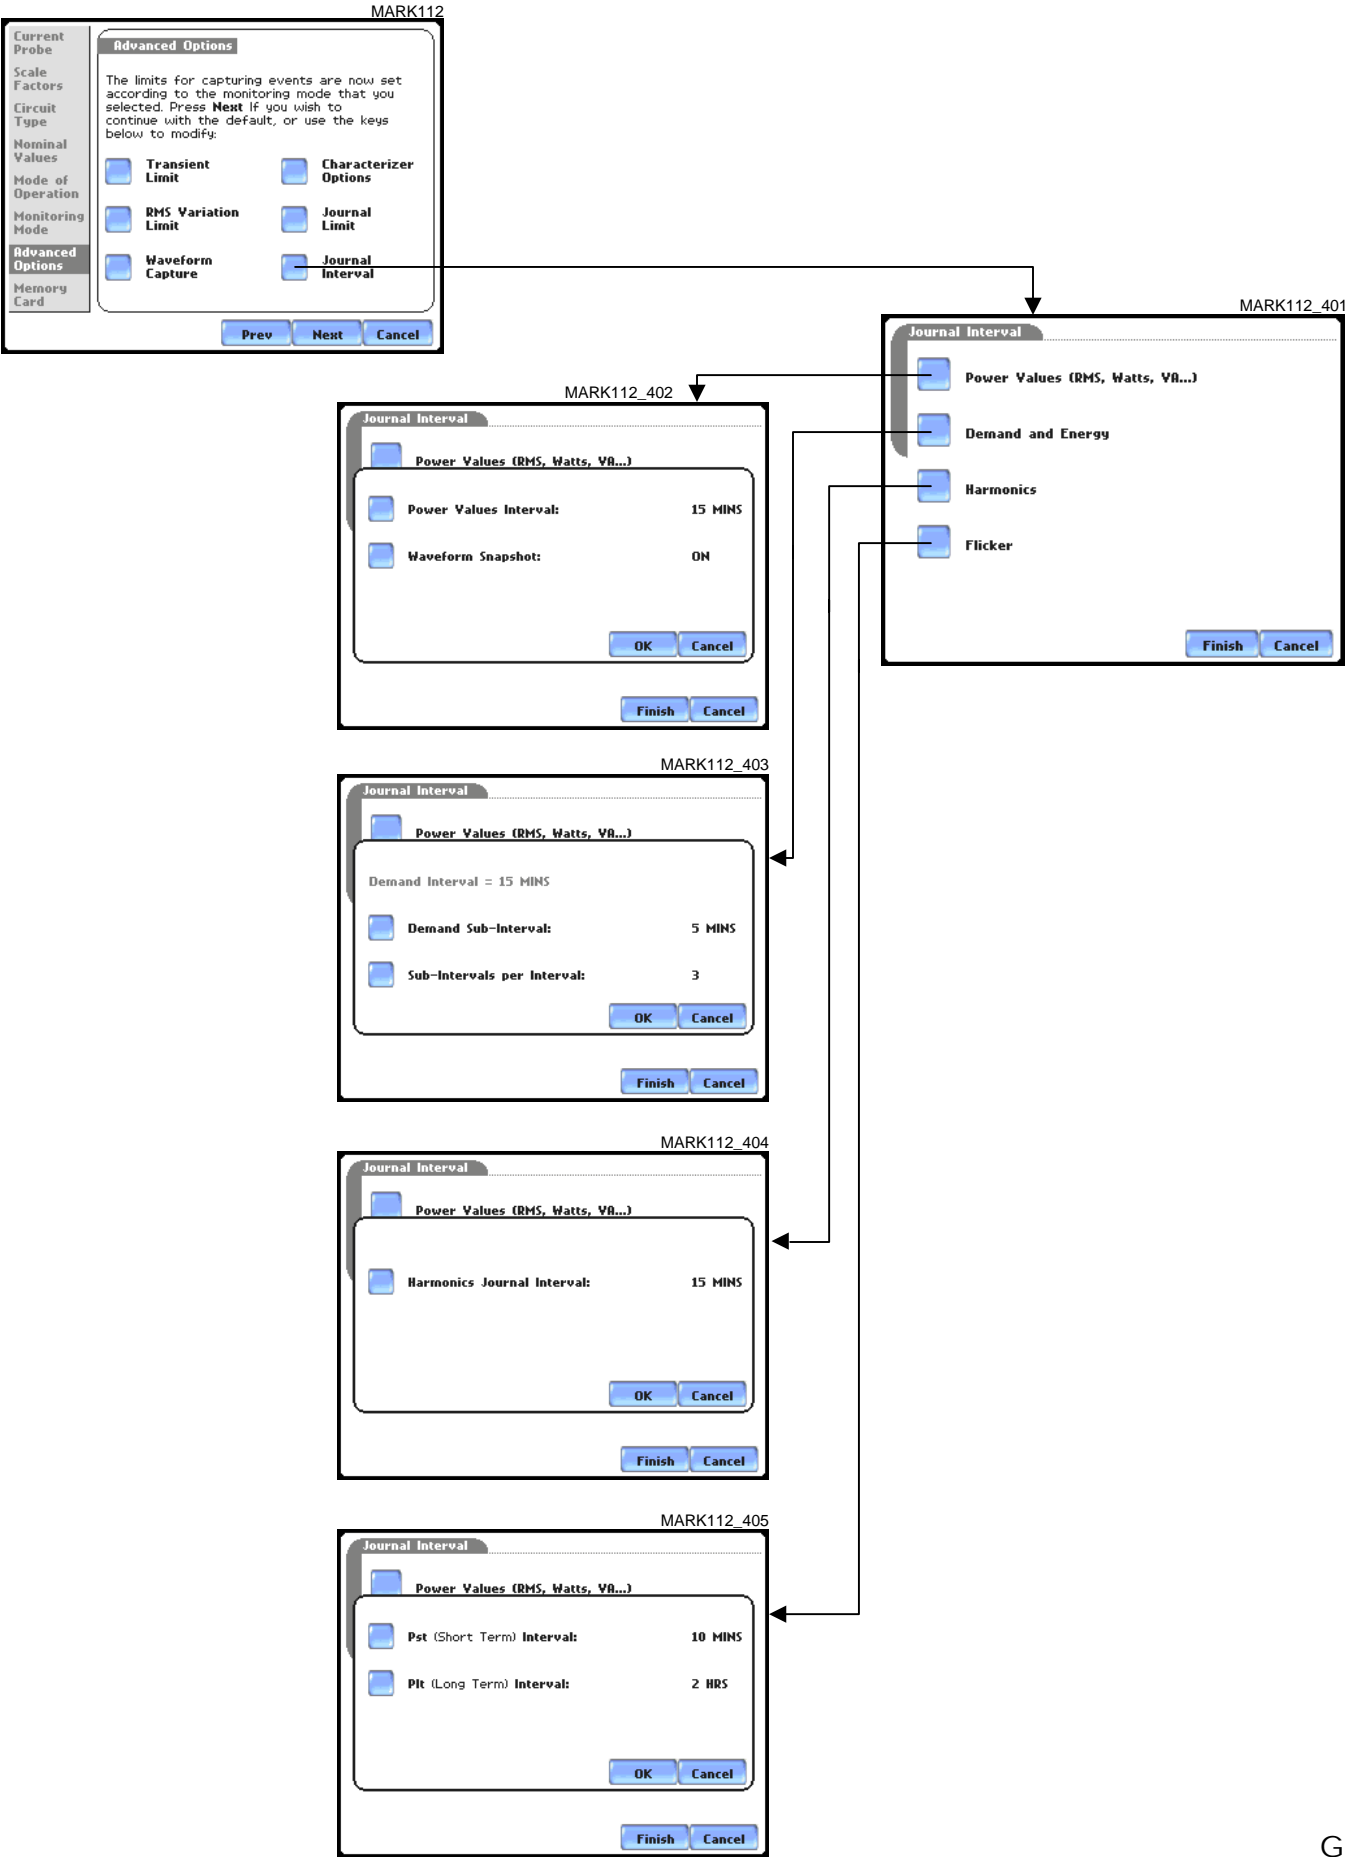 MARK112
Current
Probe
Scale
Factors
Circuit
Type
Nominal
Values
Mode of
Operation
Monitoring
Mode
Advanced
Options
Memory
Card
Advanced Options
The limits for capturing events are now set
according to the monitoring mode that you
selected. Press Next If you wish to
continue with the default, or use the keys
below to modify:
Transient
Limit
Characterizer
Options
RMS Variation
Limit
Journal
Limit
Waveform
Capture
Journal
Interval
Prev Next Cancel
MARK112_401
Journal Interval
Power Values (RMS, Watts, VA...)
Demand and Energy
Harmonics
Flicker
Finish Cancel
MARK112_402
Journal Interval
Power Values (RMS, Watts, VA...)
Power Values Interval: 15 MINS
Waveform Snapshot: ON
OK Cancel
Finish Cancel
MARK112_403
Journal Interval
Power Values (RMS, Watts, VA...)
Demand Interval = 15 MINS
Demand Sub-Interval: 5 MINS
Sub-Intervals per Interval: 3
OK Cancel
Finish Cancel
MARK112_404
Journal Interval
Power Values (RMS, Watts, VA...)
Harmonics Journal Interval: 15 MINS
OK Cancel
Finish Cancel
MARK112_405
Journal Interval
Power Values (RMS, Watts, VA...)
Pst (Short Term) Interval: 10 MINS
Plt (Long Term) Interval: 2 HRS
OK Cancel
Finish Cancel
G